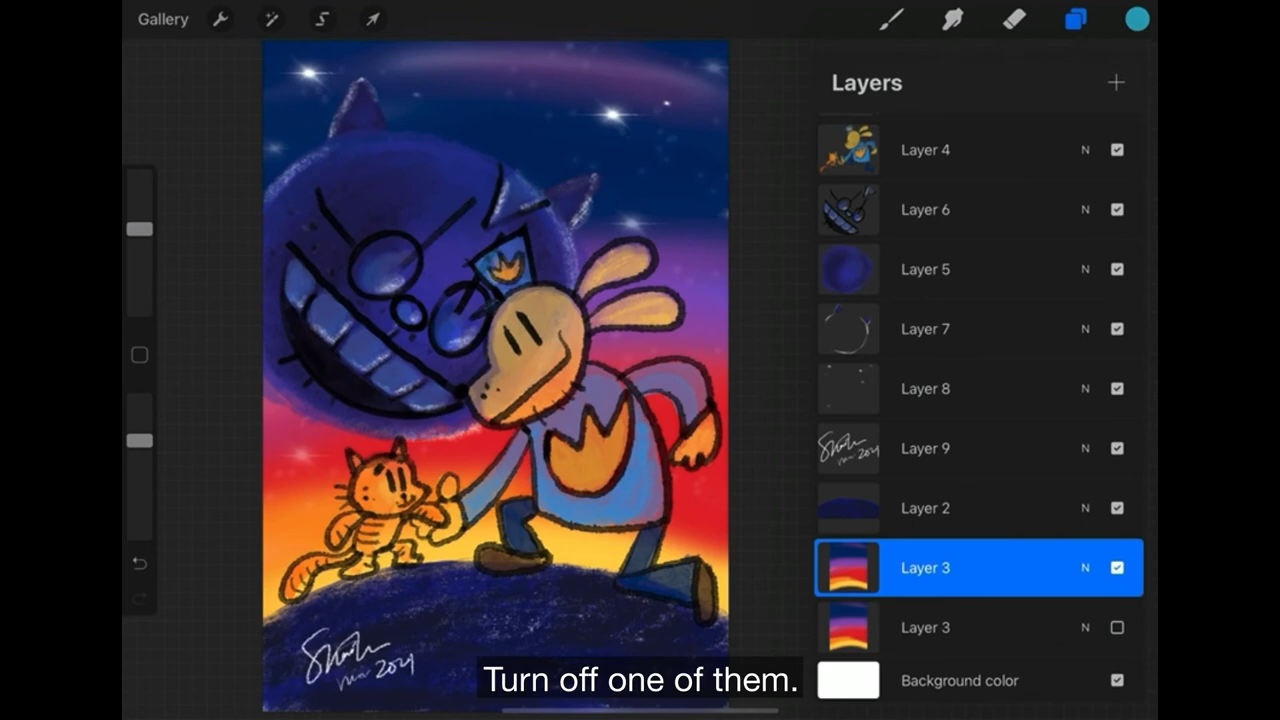 Gallery
Layers
Layer 4 N
Layer 6 N
Layer 5 N
Layer 7 N
Layer 8 N
Layer 9 N
Layer 2 N
Layer 3 N
Layer 3 N
Background color
2021
Turn off one of them.